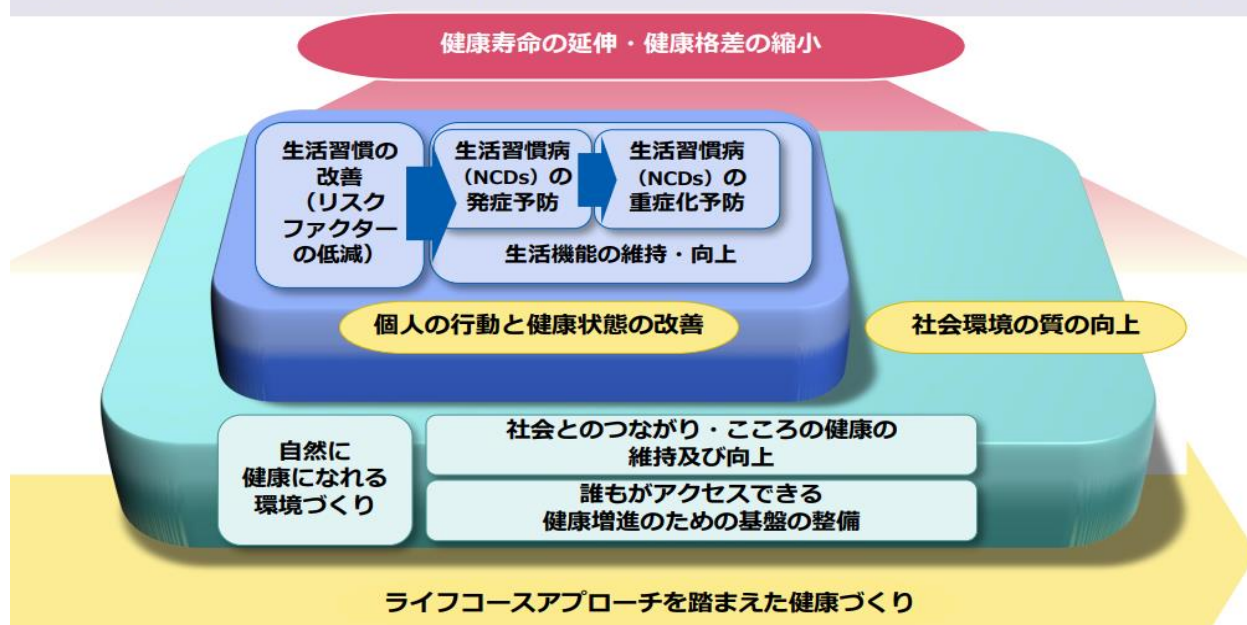 健康寿命の延伸・健康格差の縮小
生活習慣の
改善
(リスク
ファクター
の低減)
生活習慣病
(NCDs)の
発症予防
生活習慣病
(NCDs)の
重症化予防
生活機能の維持・向上
個人の行動と健康状態の改善
社会環境の質の向上
自然に
健康になれる
環境づくり
社会とのつながり・こころの健康の
維持及び向上
誰もがアクセスできる
健康増進のための基盤の整備
ライフコースアプローチを踏まえた健康づくり